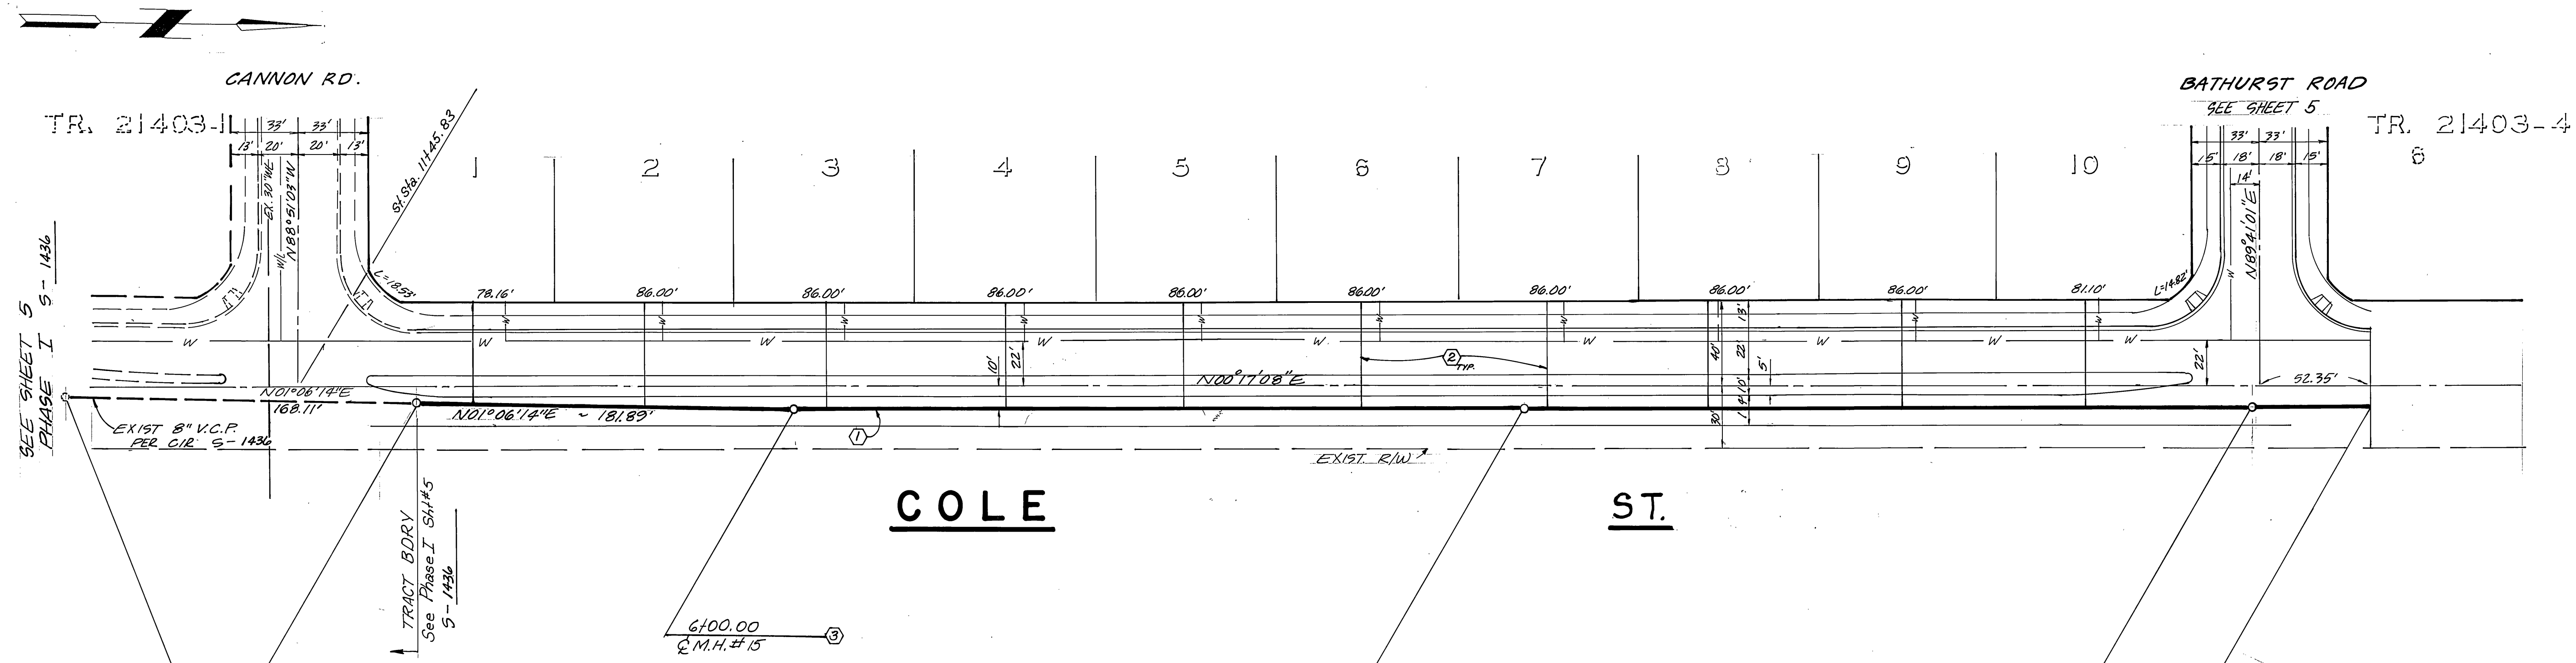 CANNON RD.
BATHURST ROAD
SEE SHEET 5
TR. 21403-1
TR. 21403-4
6
33' 33'
13' 20' 20' 13'
33' 33'
15' 18' 18' 15'
14'
EX. 30" WL
W/L
N88°51'03"W
St. Sta. 11+45.83
1 2 3 4 5 6 7 8 9 10
N89°41'01"E
W
L=18.53'
L=14.82'
78.16' 86.00' 86.00' 86.00' 86.00' 86.00' 86.00' 86.00' 86.00' 81.10'
W W W W W W W W W W
W W W W W W W W W W
SEE SHEET 5
PHASE I S-1436
10'
22'
2
TYP.
40'
13'
22'
10'
5'
22'
N01°06'14"E
168.11'
N00°17'08"E
52.35'
N01°06'14"E ~ 181.89'
1
30'
EXIST 8" V.C.P.
PER CIR S-1436
EXIST. R/W
COLE ST.
TRACT BDRY
See Phase I Sht #5
S-1436
6+00.00
3
℄ M.H. #15